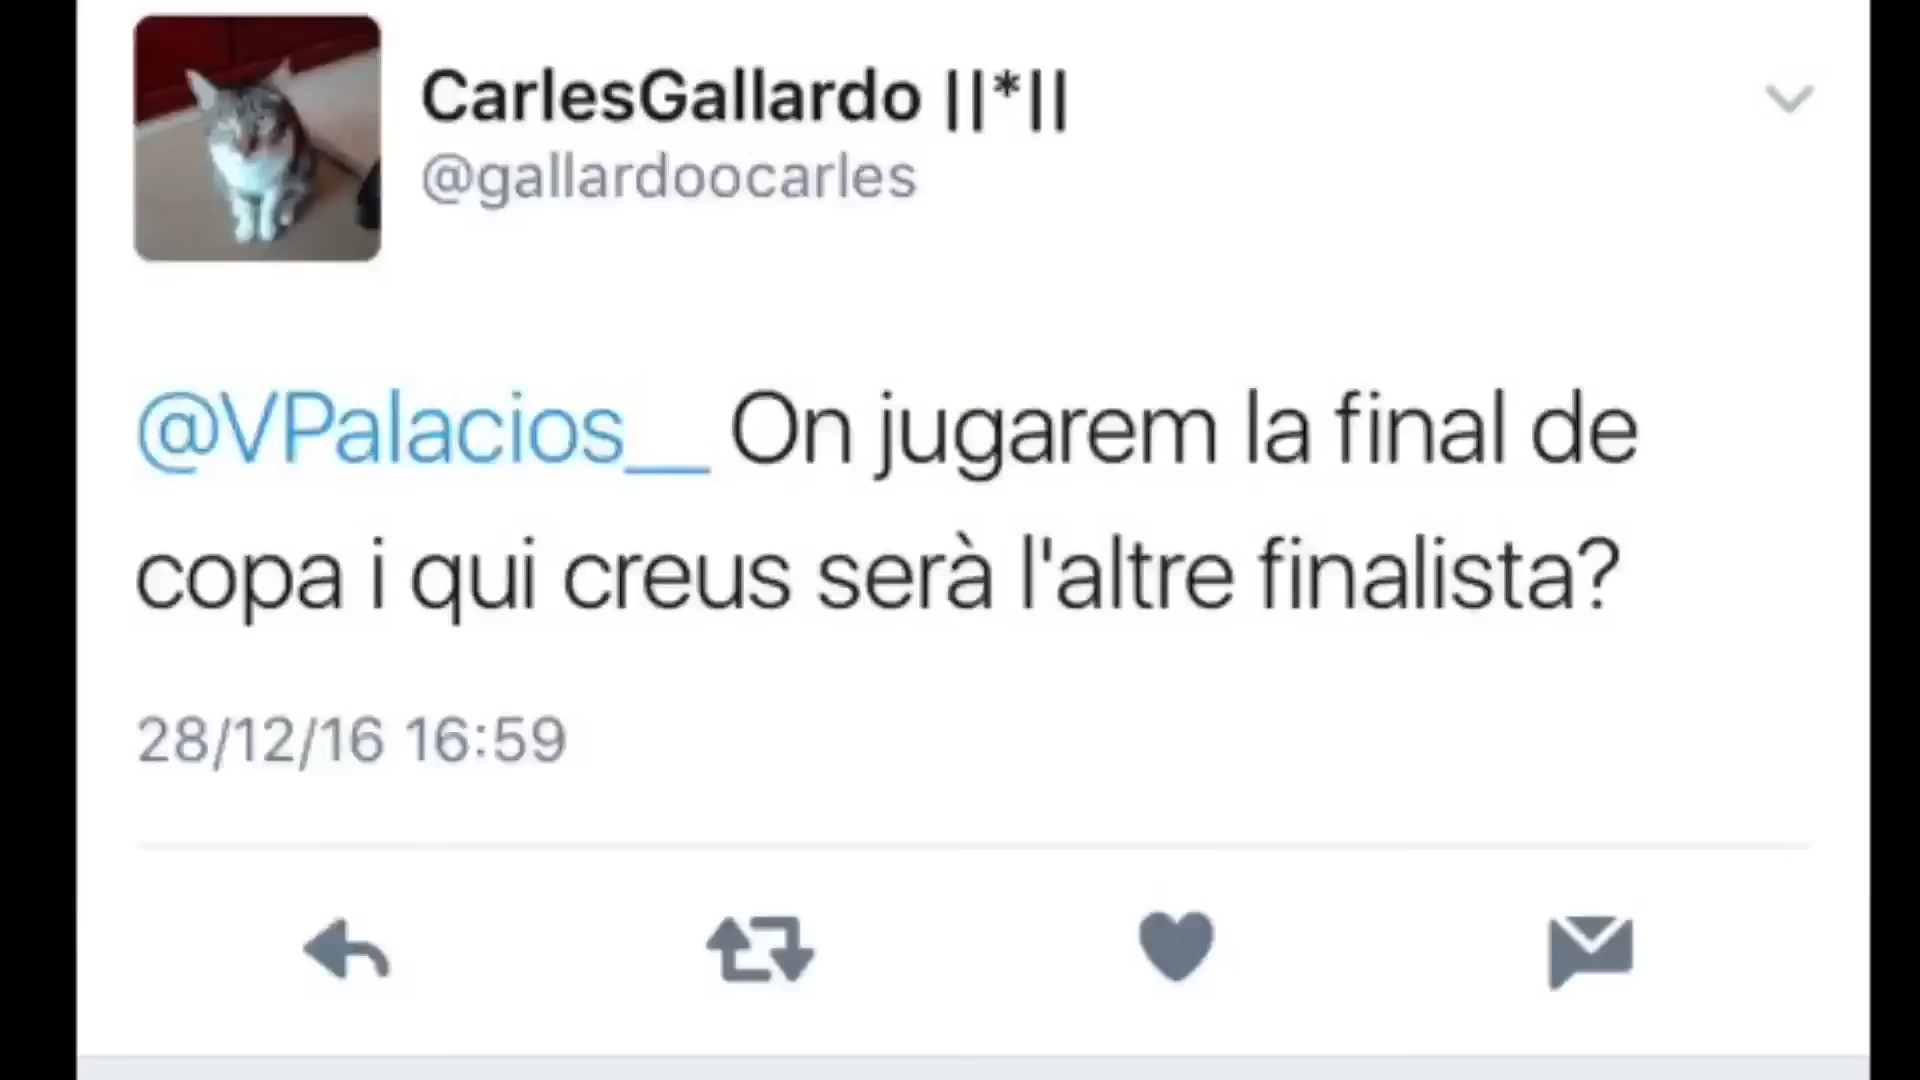 CarlesGallardo ||*||
@gallardoocarles
@VPalacios__ On jugarem la final de
copa i qui creus serà l'altre finalista?
28/12/16 16:59